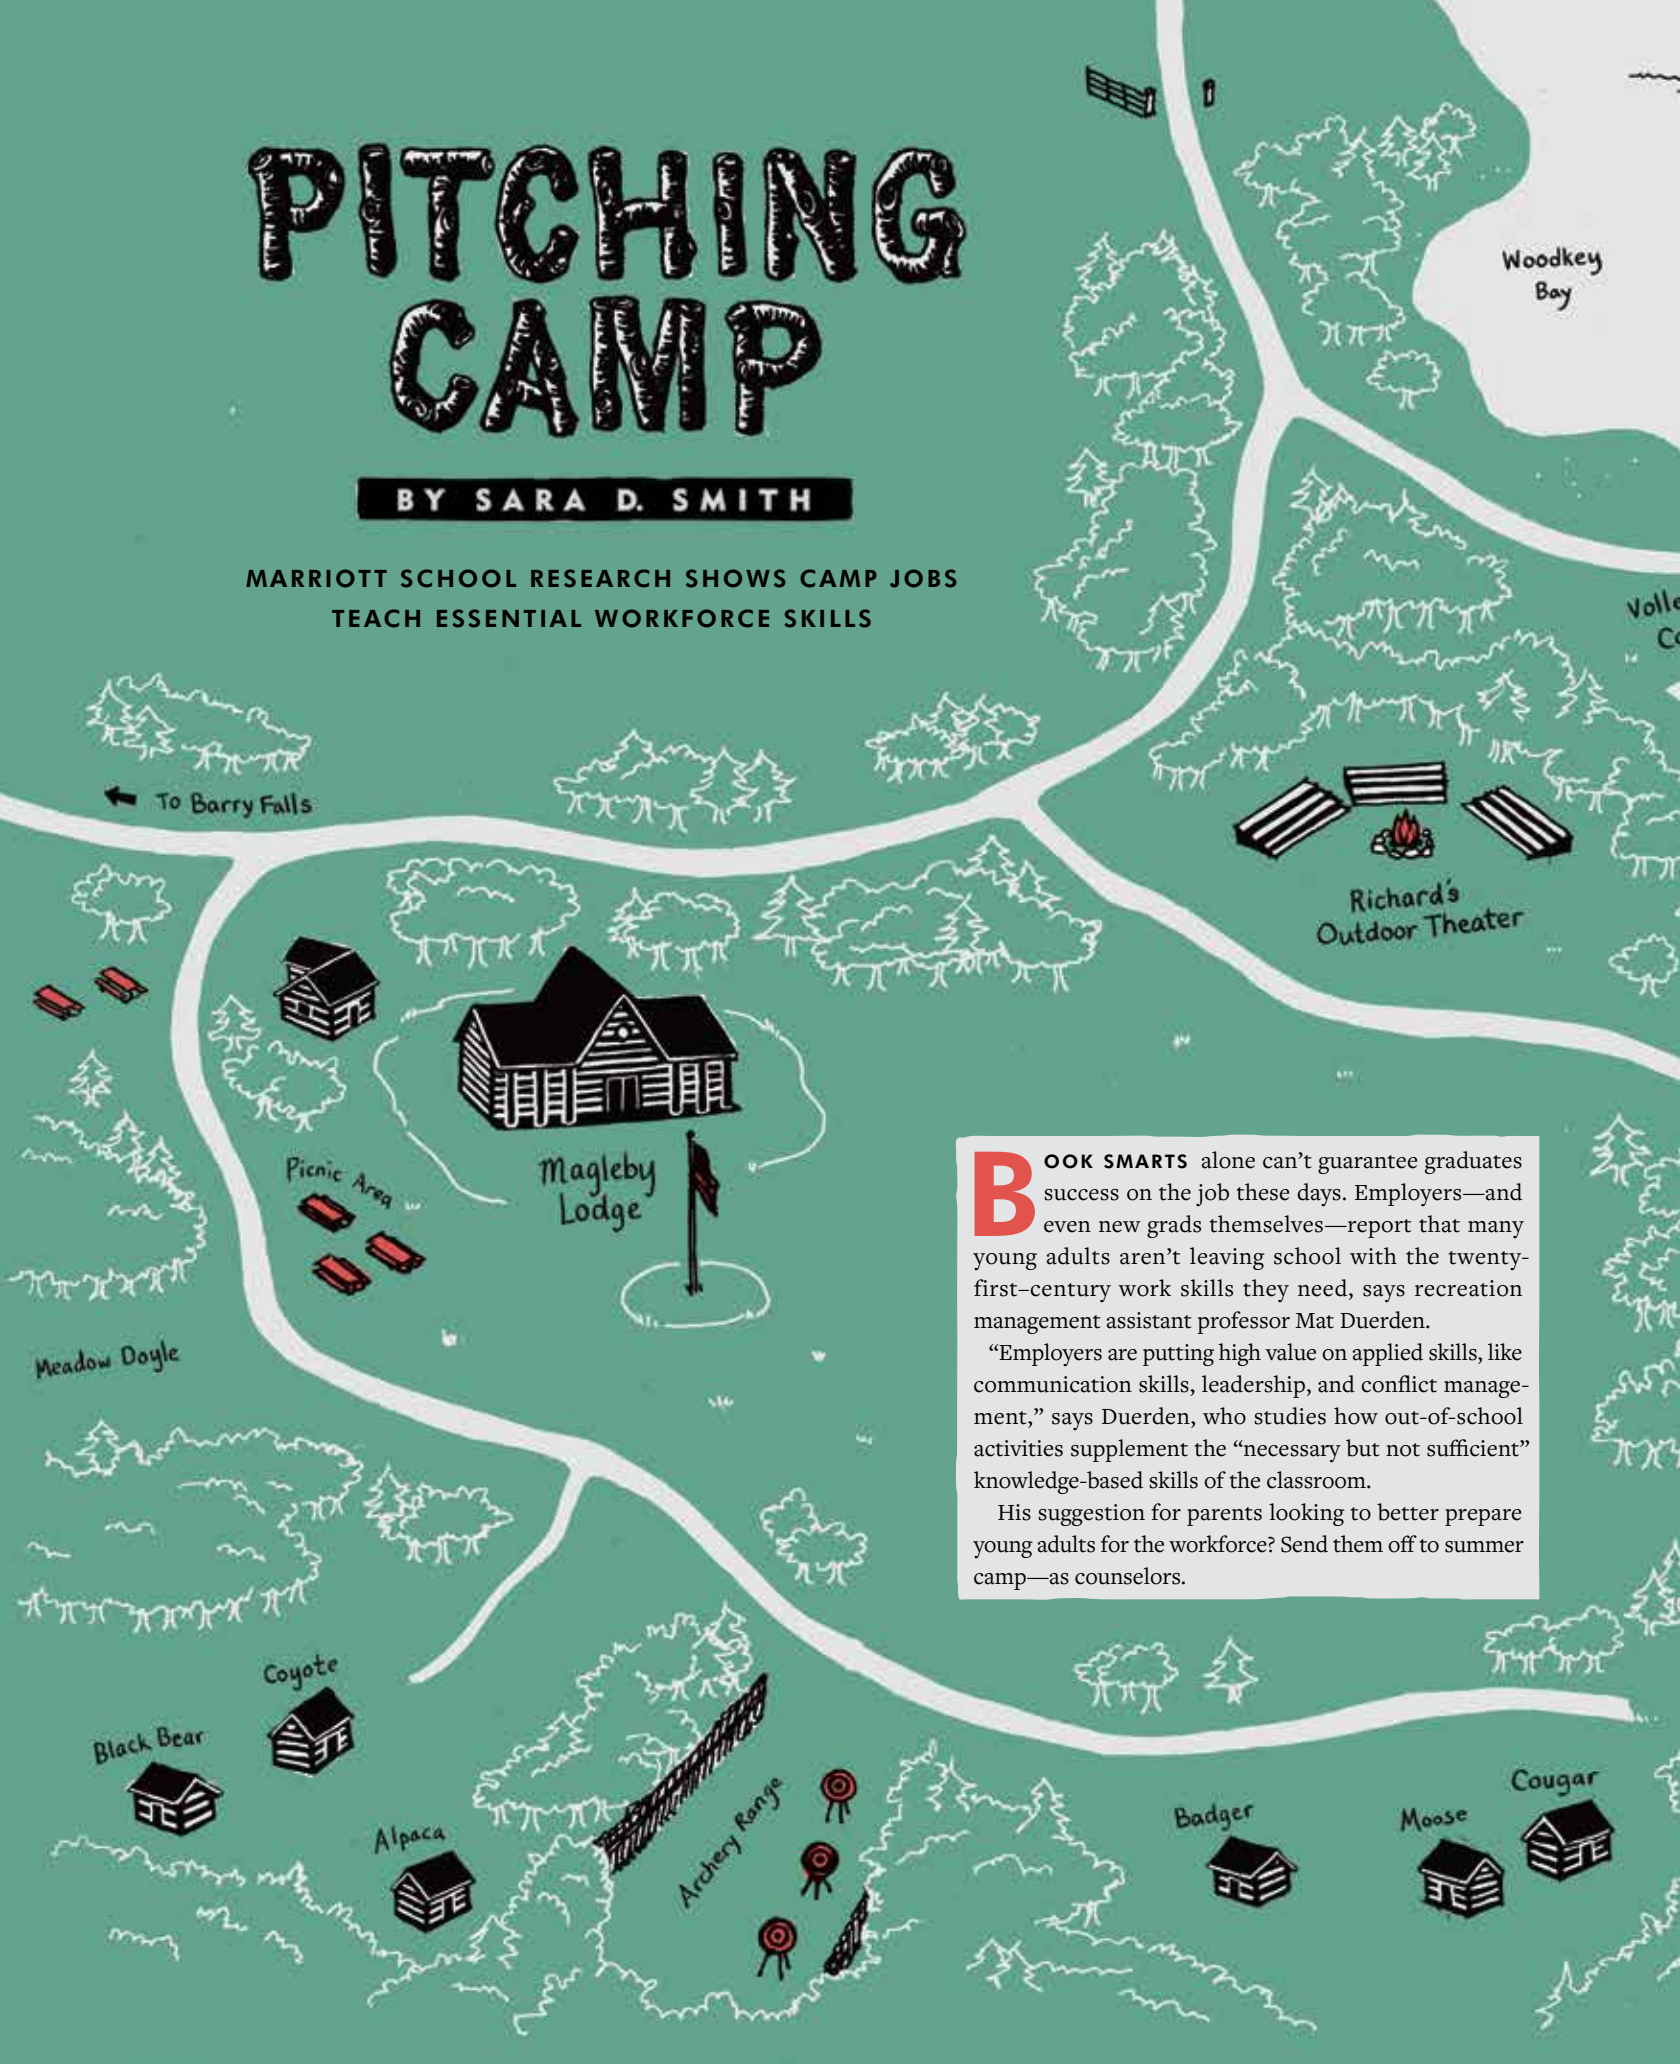 PITCHING
CAMP
BY SARA D. SMITH
MARRIOTT SCHOOL RESEARCH SHOWS CAMP JOBS
TEACH ESSENTIAL WORKFORCE SKILLS
Woodkey
Bay
To Barry Falls
Richard's
Outdoor Theater
Picnic Area
Magleby
Lodge
Meadow Doyle
BOOK SMARTS alone can't guarantee graduates
success on the job these days. Employers—and
even new grads themselves—report that many
young adults aren't leaving school with the twenty-
first–century work skills they need, says recreation
management assistant professor Mat Duerden.
“Employers are putting high value on applied skills, like
communication skills, leadership, and conflict manage-
ment,” says Duerden, who studies how out-of-school
activities supplement the “necessary but not sufficient”
knowledge-based skills of the classroom.
His suggestion for parents looking to better prepare
young adults for the workforce? Send them off to summer
camp—as counselors.
Coyote
Black Bear
Alpaca
Archery Range
Badger
Moose
Cougar